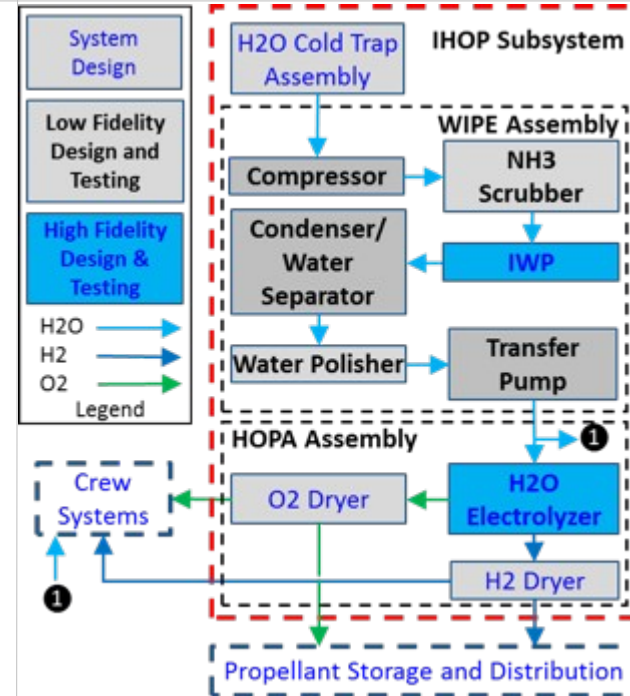 System
Design
Low Fidelity
Design and
Testing
High Fidelity
Design &
Testing
H2O
H2
O2
Legend
IHOP Subsystem
H2O Cold Trap
Assembly
WIPE Assembly
Compressor
NH3
Scrubber
Condenser/
Water
Separator
IWP
Water Polisher
Transfer
Pump
1
HOPA Assembly
Crew
Systems
O2 Dryer
H2O
Electrolyzer
1
H2 Dryer
Propellant Storage and Distribution